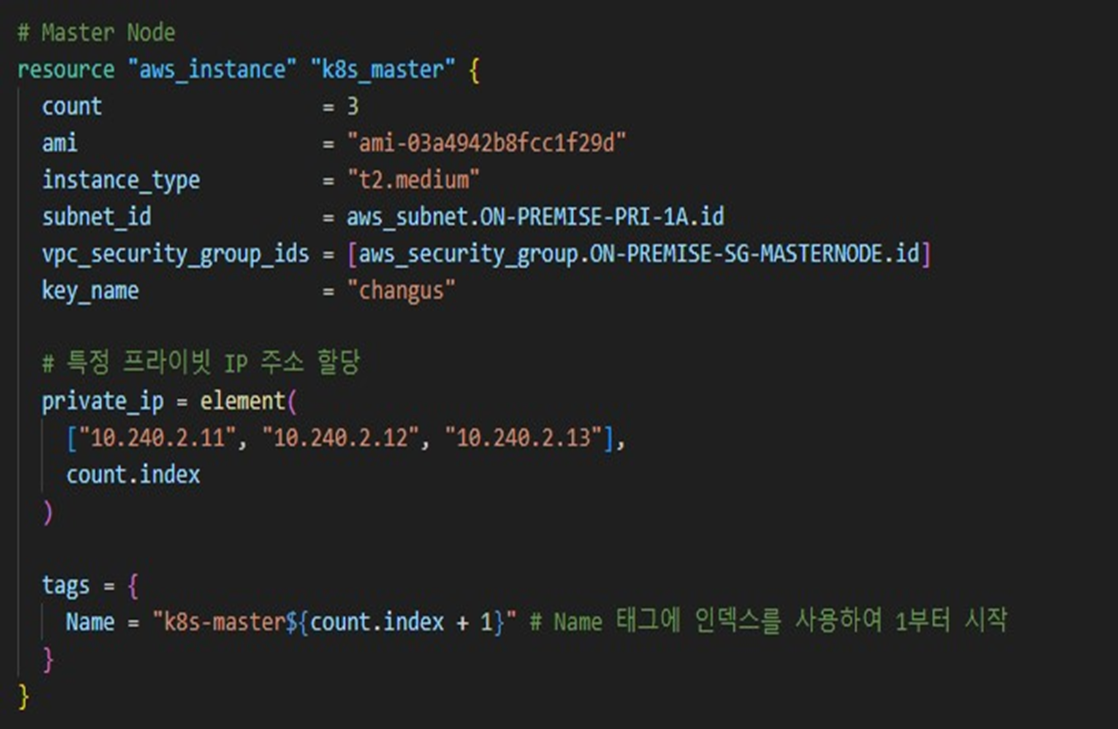 # Master Node
resource "aws_instance" "k8s_master" {
count = 3
ami = "ami-03a4942b8fcc1f29d"
instance_type = "t2.medium"
subnet_id = aws_subnet.ON-PREMISE-PRI-1A.id
vpc_security_group_ids = [aws_security_group.ON-PREMISE-SG-MASTERNODE.id]
key_name = "changus"
# 특정 프라이빗 IP 주소 할당
private_ip = element(
["10.240.2.11", "10.240.2.12", "10.240.2.13"],
count.index
)
tags = {
Name = "k8s-master${count.index + 1}" # Name 태그에 인덱스를 사용하여 1부터 시작
}
}